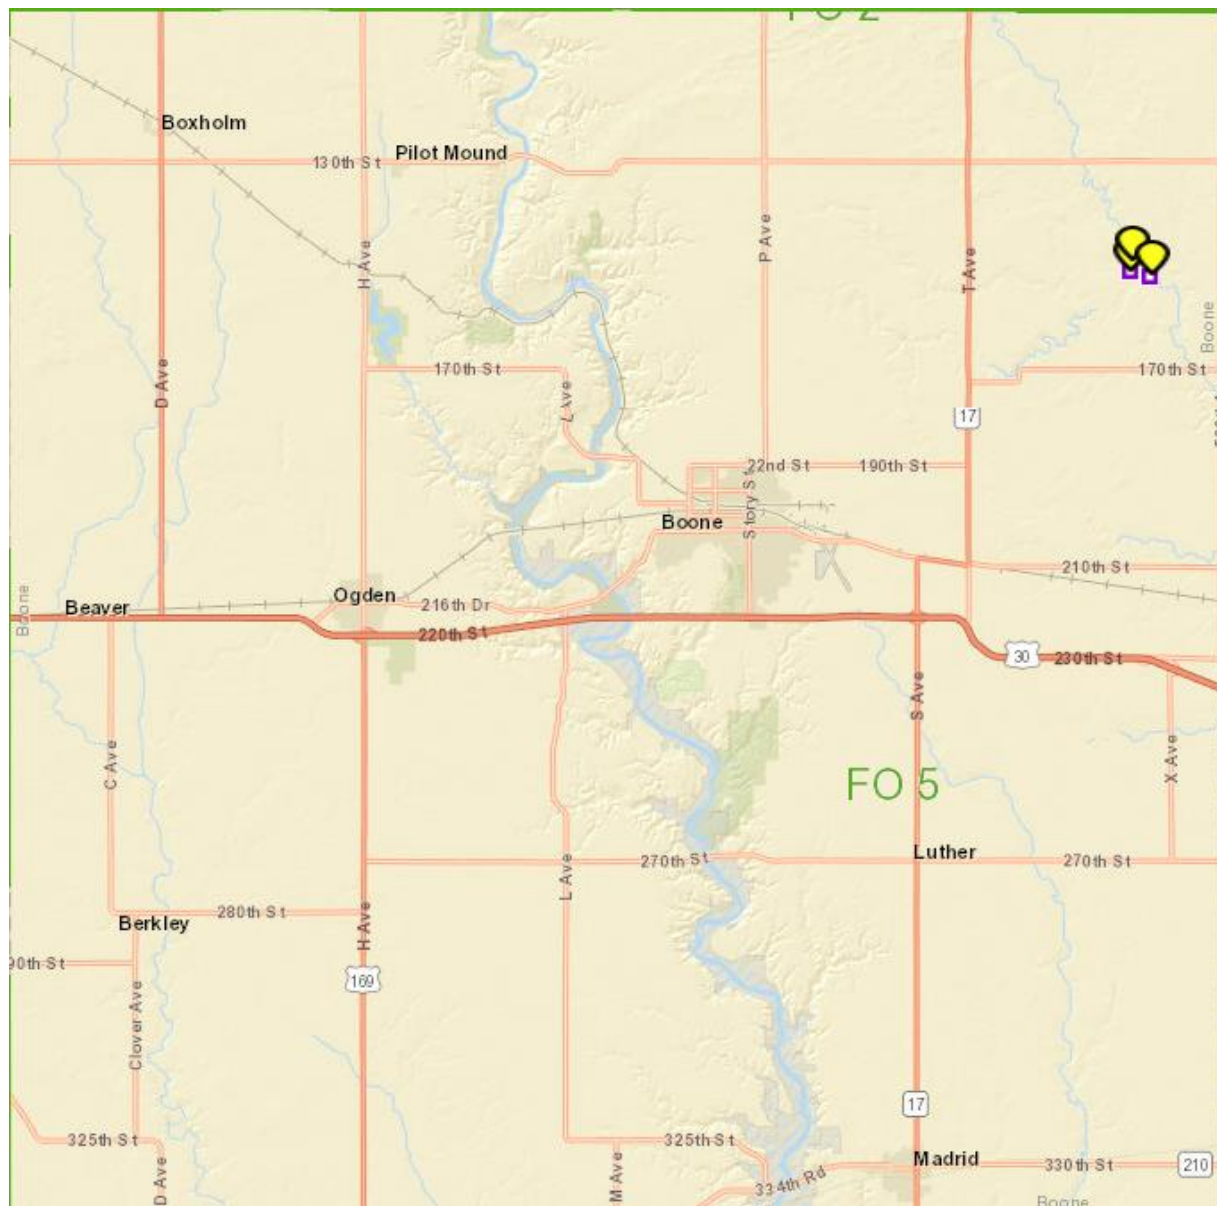 FO 2
Boxholm
130th St
Pilot Mound
P Ave
H Ave
T Ave
Boone
D Ave
170th St
L Ave
170th St
17
22nd St
190th St
Story St
Boone
210th St
Boone
Beaver
Ogden
216th Dr
220th St
30
230th St
S Ave
C Ave
X Ave
FO 5
270th St
Luther
270th St
L Ave
280th St
Berkley
H Ave
90th St
169
Clover Ave
17
325th St
325th St
Madrid
330th St
210
D Ave
M Ave
334th Rd
Boone